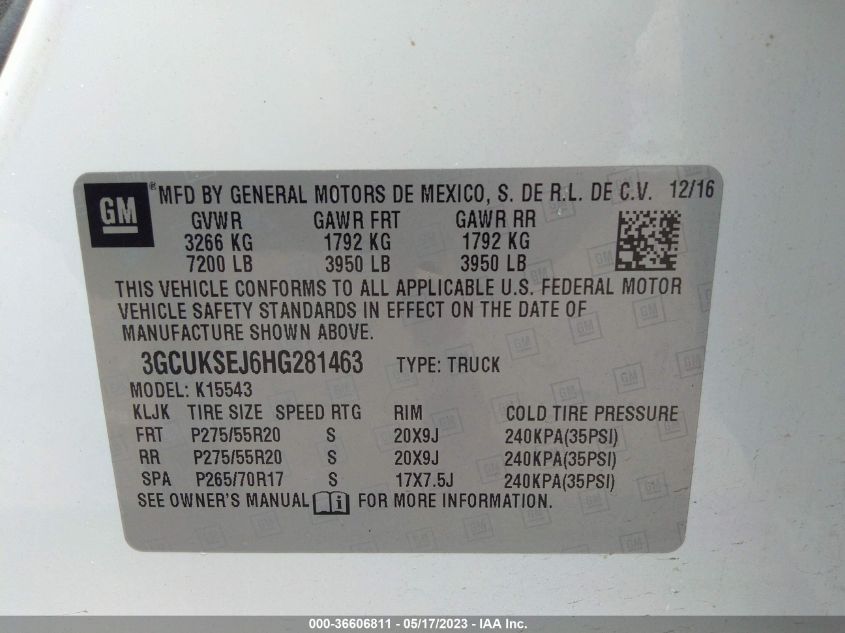 GM ® MFD BY GENERAL MOTORS DE MEXICO, S. DE R.L. DE C.V. 12/16
GVWR GAWR FRT GAWR RR
3266 KG 1792 KG 1792 KG
7200 LB 3950 LB 3950 LB
THIS VEHICLE CONFORMS TO ALL APPLICABLE U.S. FEDERAL MOTOR
VEHICLE SAFETY STANDARDS IN EFFECT ON THE DATE OF
MANUFACTURE SHOWN ABOVE.
3GCUKSEJ6HG281463 TYPE: TRUCK
MODEL: K15543
KLJK TIRE SIZE SPEED RTG RIM COLD TIRE PRESSURE
FRT P275/55R20 S 20X9J 240KPA(35PSI)
RR P275/55R20 S 20X9J 240KPA(35PSI)
SPA P265/70R17 S 17X7.5J 240KPA(35PSI)
SEE OWNER'S MANUAL i FOR MORE INFORMATION.
000-36606811 - 05/17/2023 - IAAI.COM